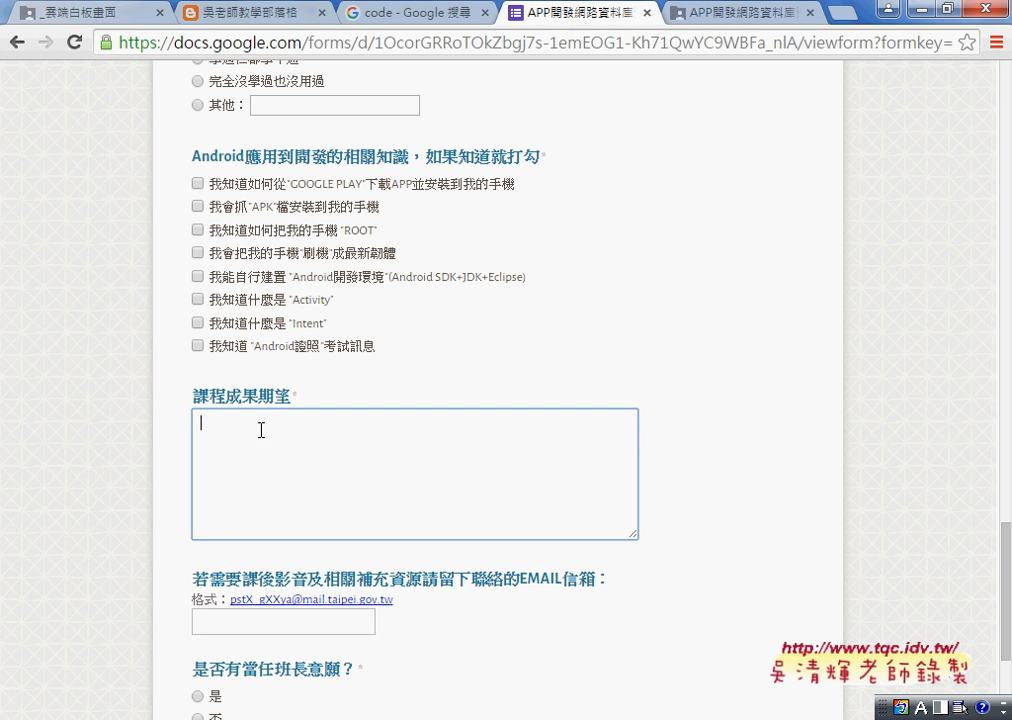 _雲端白板畫面
吳老師教學部落格
code - Google 搜尋
APP開發網路資料庫
APP開發網路資料庫
https://docs.google.com/forms/d/1OcorGRRoTOkZbgj7s-1emEOG1-Kh71QwYC9WBFa_nlA/viewform?formkey=
完全沒學過也沒用過
其他：
Android應用到開發的相關知識，如果知道就打勾*
我知道如何從"GOOGLE PLAY"下載APP並安裝到我的手機
我會抓"APK"檔安裝到我的手機
我知道如何把我的手機 "ROOT"
我會把我的手機"刷機"成最新韌體
我能自行建置 "Android開發環境"(Android SDK+JDK+Eclipse)
我知道什麼是 "Activity"
我知道什麼是 "Intent"
我知道 "Android證照"考試訊息
課程成果期望*
若需要課後影音及相關補充資源請留下聯絡的EMAIL信箱：
格式：pstX_gXXya@mail.taipei.gov.tw
是否有當任班長意願？*
是
否
http://www.tqc.idv.tw/
吳清輝老師錄製